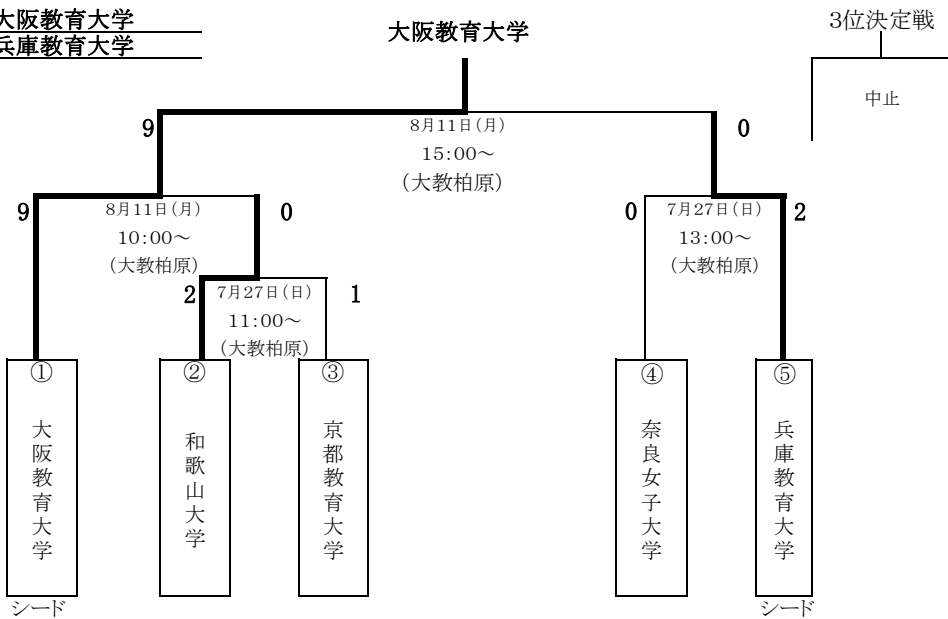 大阪教育大学
兵庫教育大学
大阪教育大学
3位決定戦
中止
9
8月11日(月)
15:00～
(大教柏原)
0
9
8月11日(月)
10:00～
(大教柏原)
0
0
7月27日(日)
13:00～
(大教柏原)
2
2
7月27日(日)
11:00～
(大教柏原)
1
①
大阪教育大学
シード
②
和歌山大学
③
京都教育大学
④
奈良女子大学
⑤
兵庫教育大学
シード